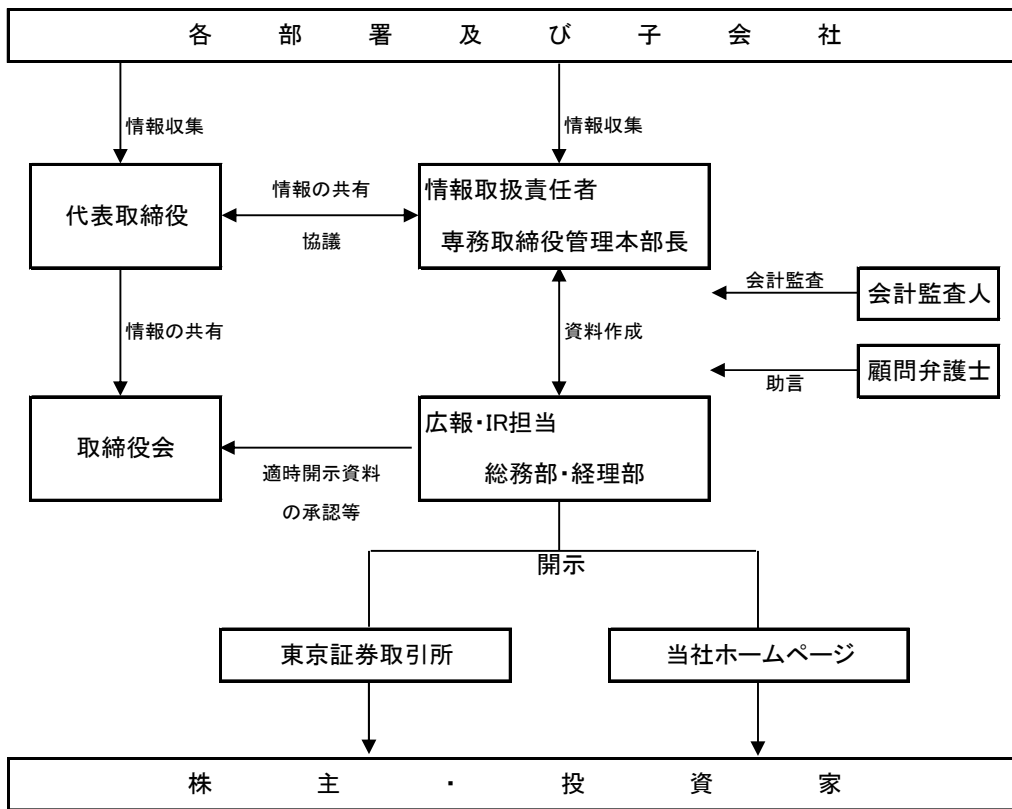 各部署及び子会社
情報収集
情報収集
代表取締役
情報の共有
協議
情報取扱責任者
専務取締役管理本部長
会計監査
会計監査人
情報の共有
資料作成
助言
顧問弁護士
取締役会
適時開示資料
の承認等
広報・IR担当
総務部・経理部
開示
東京証券取引所
当社ホームページ
株主・投資家